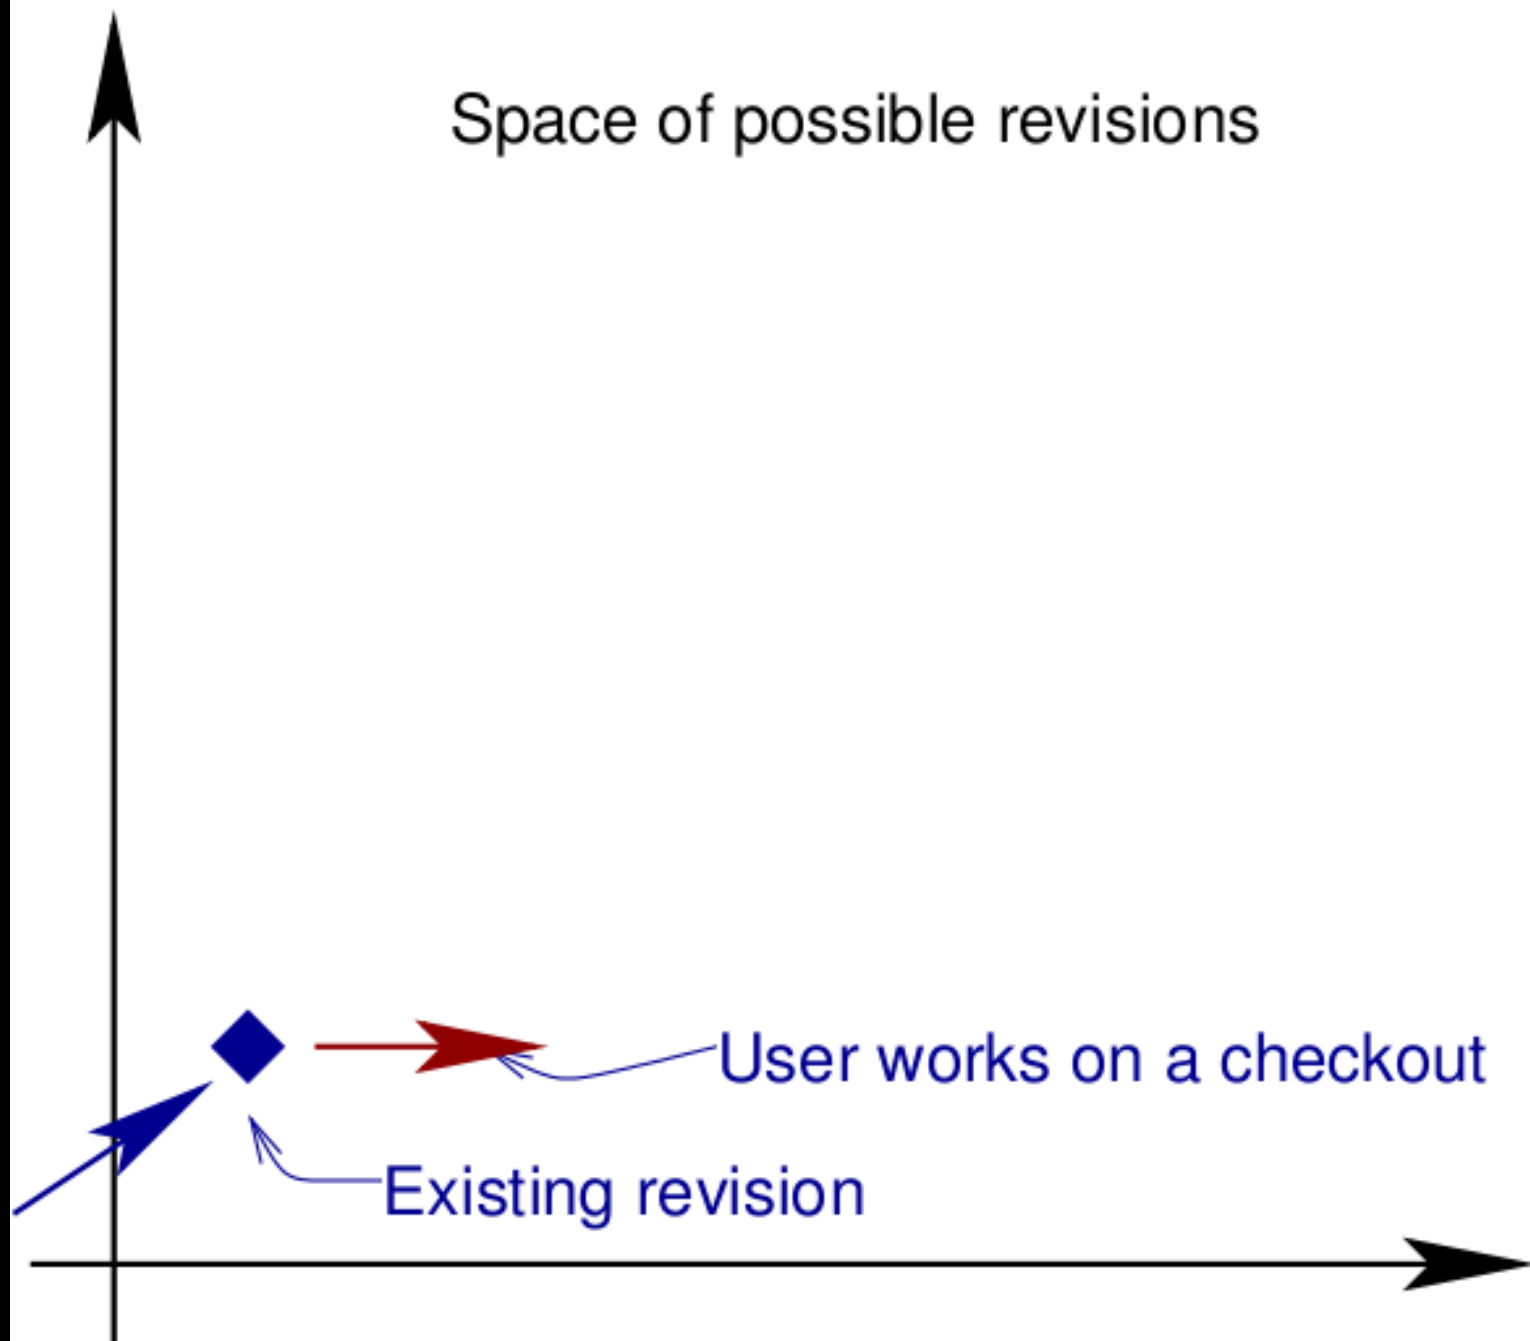 Space of possible revisions
User works on a checkout
Existing revision